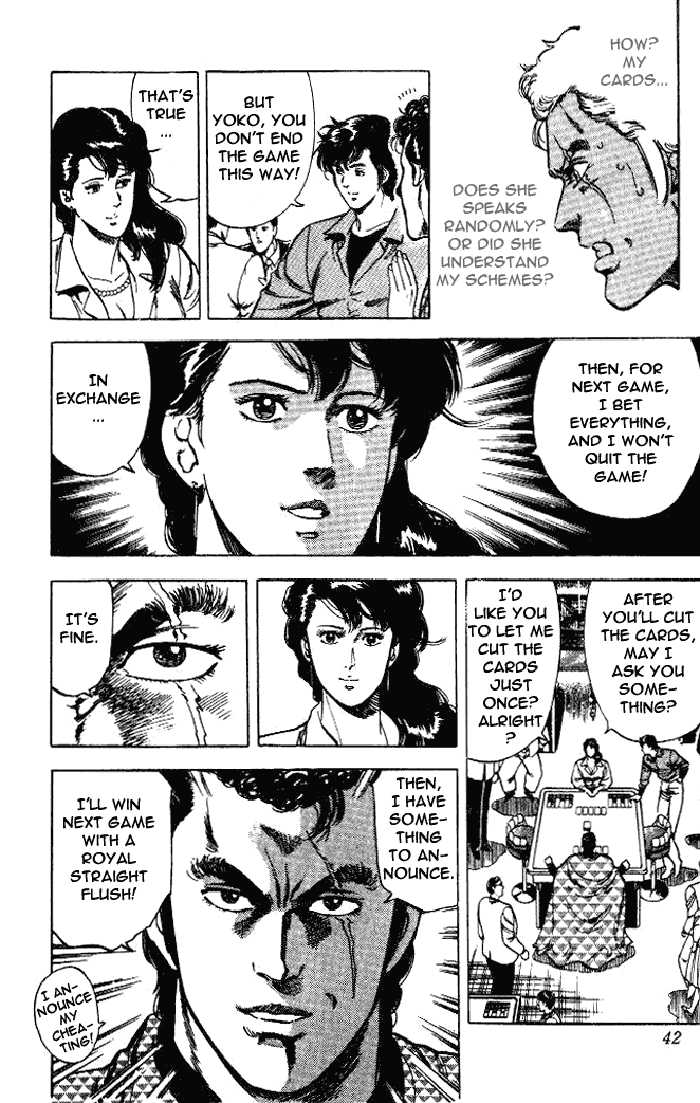 HOW?
MY
CARDS...
DOES SHE
SPEAKS
RANDOMLY?
OR DID SHE
UNDERSTAND
MY SCHEMES?
BUT
YOKO, YOU
DON'T END
THE GAME
THIS WAY!
THAT'S
TRUE
...
THEN, FOR
NEXT GAME,
I BET
EVERYTHING,
AND I WON'T
QUIT THE
GAME!
IN
EXCHANGE
...
AFTER
YOU'LL CUT
THE CARDS,
MAY I
ASK YOU
SOME-
THING?
I'D
LIKE YOU
TO LET ME
CUT THE
CARDS
JUST
ONCE?
ALRIGHT
?
IT'S
FINE.
THEN,
I HAVE
SOME-
THING
TO AN-
NOUNCE.
I'LL WIN
NEXT GAME
WITH A
ROYAL
STRAIGHT
FLUSH!
I AN-
NOUNCE
MY
CHEA-
TING!
42